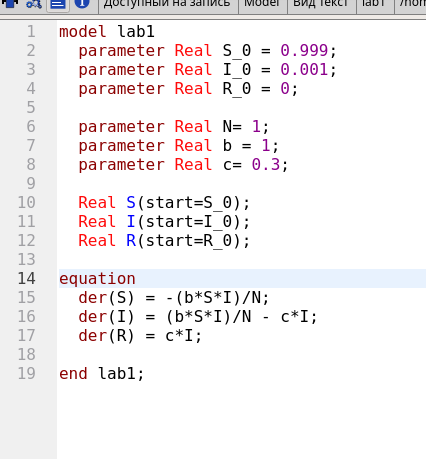 Доступный на запись Model Вид Текст lab1 /hom
1 model lab1
2 parameter Real S_0 = 0.999;
3 parameter Real I_0 = 0.001;
4 parameter Real R_0 = 0;
5
6 parameter Real N= 1;
7 parameter Real b = 1;
8 parameter Real c= 0.3;
9
10 Real S(start=S_0);
11 Real I(start=I_0);
12 Real R(start=R_0);
13
14 equation
15 der(S) = -(b*S*I)/N;
16 der(I) = (b*S*I)/N - c*I;
17 der(R) = c*I;
18
19 end lab1;